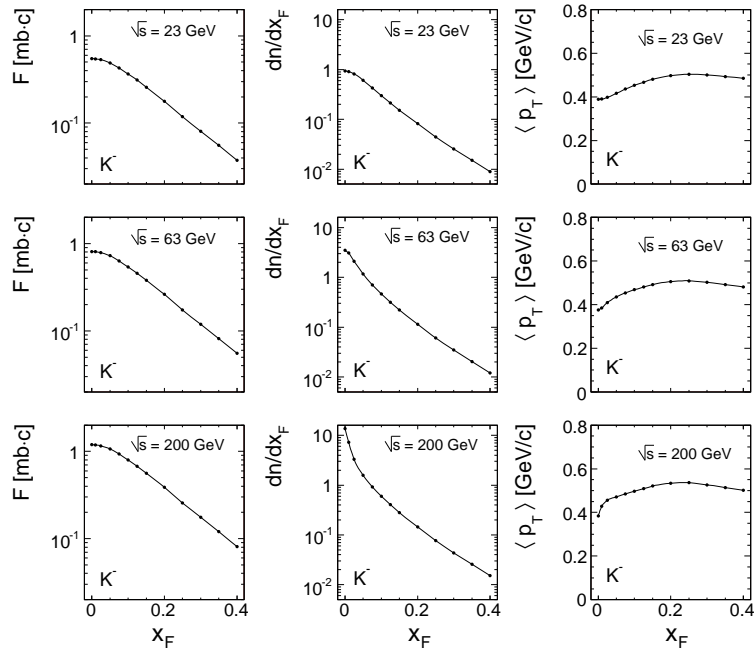 F [mb·c]
1
10⁻¹
√s = 23 GeV
K⁻
dn/dx_F
10
1
10⁻¹
10⁻²
√s = 23 GeV
K⁻
⟨ p_T ⟩ [GeV/c]
0.8
0.6
0.4
0.2
0
√s = 23 GeV
K⁻
F [mb·c]
1
10⁻¹
√s = 63 GeV
K⁻
dn/dx_F
10
1
10⁻¹
10⁻²
√s = 63 GeV
K⁻
⟨ p_T ⟩ [GeV/c]
0.8
0.6
0.4
0.2
0
√s = 63 GeV
K⁻
F [mb·c]
1
10⁻¹
√s = 200 GeV
K⁻
0 0.2 0.4
x_F
dn/dx_F
10
1
10⁻¹
10⁻²
√s = 200 GeV
K⁻
0 0.2 0.4
x_F
⟨ p_T ⟩ [GeV/c]
0.8
0.6
0.4
0.2
0
√s = 200 GeV
K⁻
0 0.2 0.4
x_F